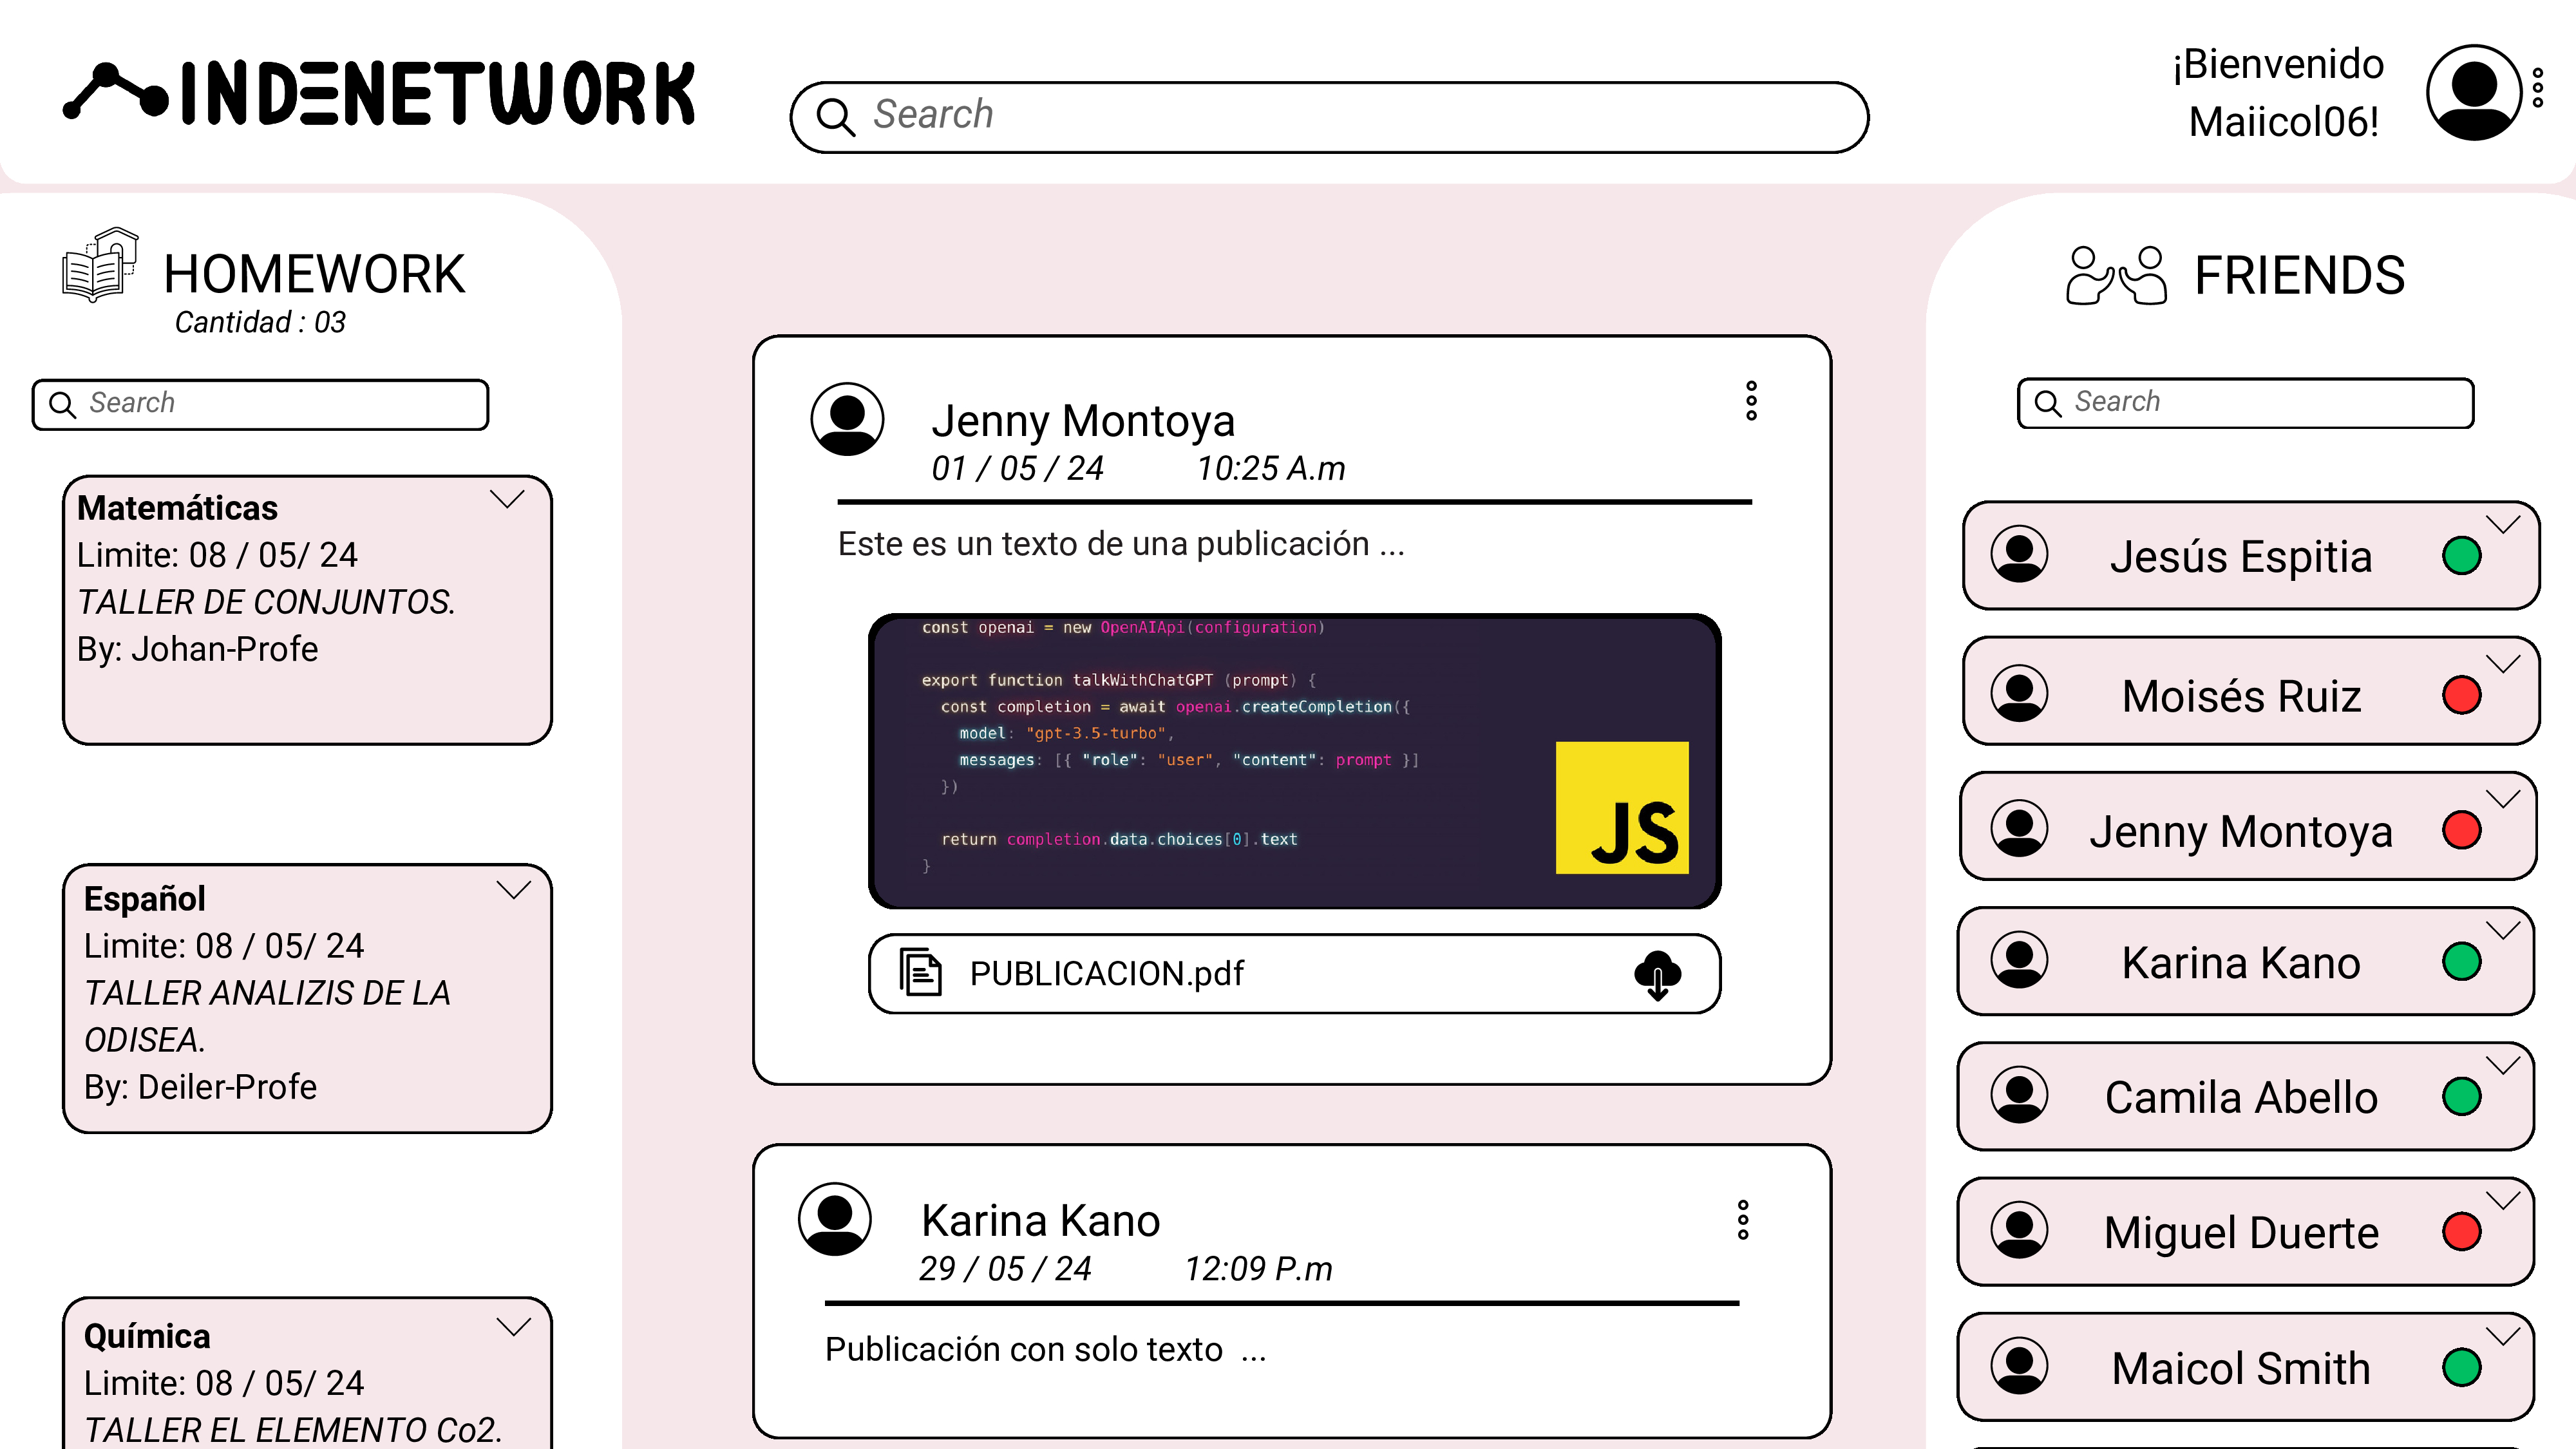 INDENETWORK
Search
¡Bienvenido
Maiicol06!
HOMEWORK
Cantidad : 03
Search
Matemáticas
Limite: 08 / 05/ 24
TALLER DE CONJUNTOS.
By: Johan-Profe
Español
Limite: 08 / 05/ 24
TALLER ANALIZIS DE LA
ODISEA.
By: Deiler-Profe
Química
Limite: 08 / 05/ 24
TALLER EL ELEMENTO Co2.
Jenny Montoya
01 / 05 / 24 10:25 A.m
Este es un texto de una publicación ...
const openai = new OpenAIApi(configuration)
export function talkWithChatGPT (prompt) {
const completion = await openai.createCompletion({
model: "gpt-3.5-turbo",
messages: [{ "role": "user", "content": prompt }]
})
return completion.data.choices[0].text
}
JS
PUBLICACION.pdf
Karina Kano
29 / 05 / 24 12:09 P.m
Publicación con solo texto ...
FRIENDS
Search
Jesús Espitia
Moisés Ruiz
Jenny Montoya
Karina Kano
Camila Abello
Miguel Duerte
Maicol Smith